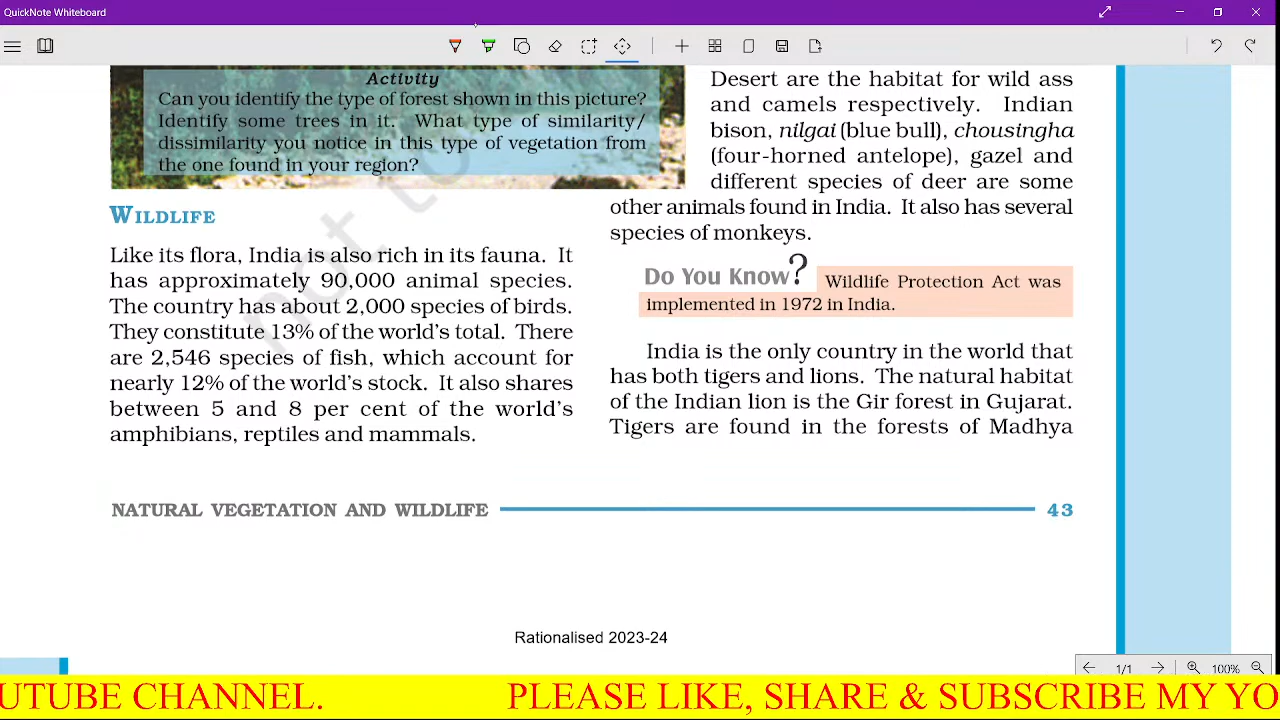 QuickNote Whiteboard
Activity
Can you identify the type of forest shown in this picture?
Identify some trees in it. What type of similarity/
dissimilarity you notice in this type of vegetation from
the one found in your region?
WILDLIFE
Like its flora, India is also rich in its fauna. It
has approximately 90,000 animal species.
The country has about 2,000 species of birds.
They constitute 13% of the world's total. There
are 2,546 species of fish, which account for
nearly 12% of the world's stock. It also shares
between 5 and 8 per cent of the world's
amphibians, reptiles and mammals.
Desert are the habitat for wild ass
and camels respectively. Indian
bison, nilgai (blue bull), chousingha
(four-horned antelope), gazel and
different species of deer are some
other animals found in India. It also has several
species of monkeys.
Do You Know? Wildlife Protection Act was
implemented in 1972 in India.
India is the only country in the world that
has both tigers and lions. The natural habitat
of the Indian lion is the Gir forest in Gujarat.
Tigers are found in the forests of Madhya
not to
NATURAL VEGETATION AND WILDLIFE 43
Rationalised 2023-24
1/1 100%
UTUBE CHANNEL. PLEASE LIKE, SHARE & SUBSCRIBE MY YO